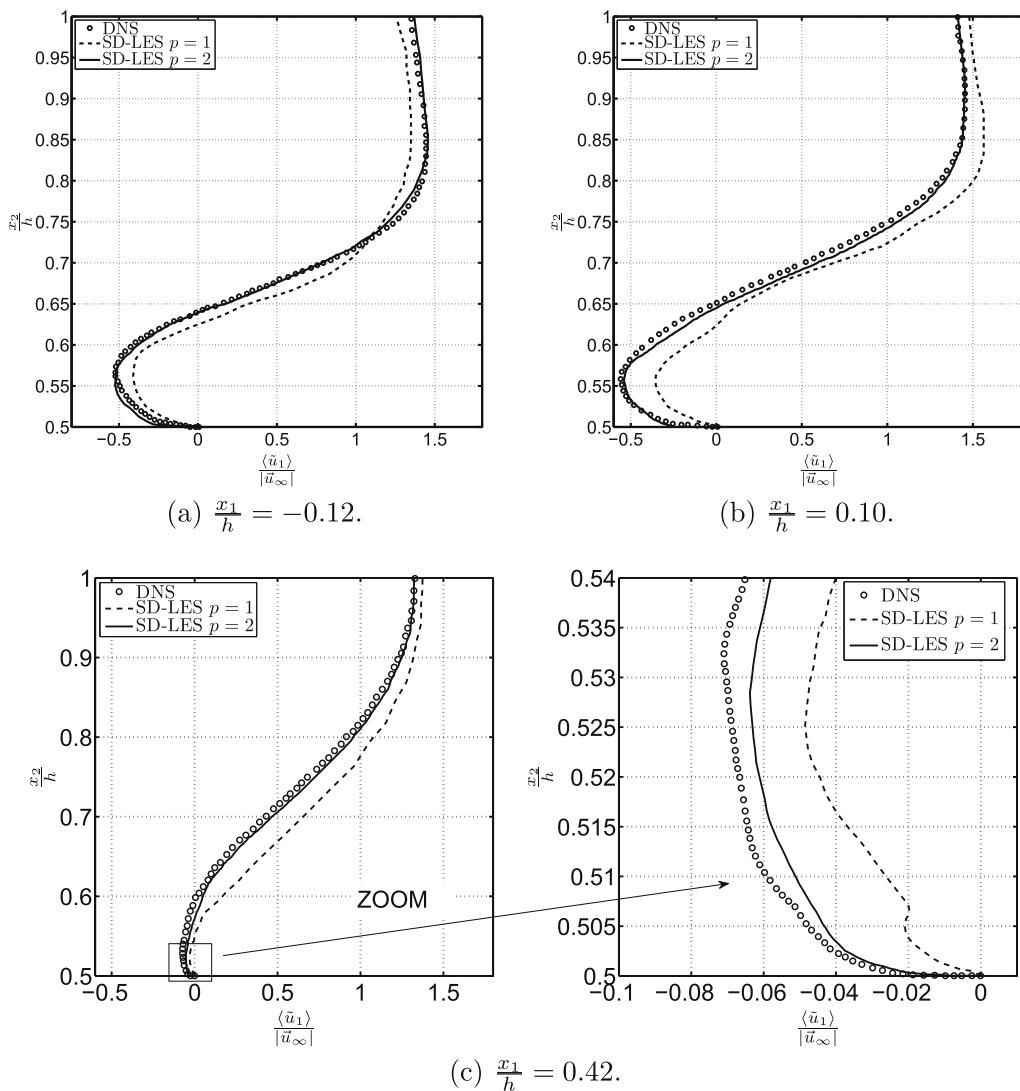 DNS
SD-LES p = 1
SD-LES p = 2
1
0.95
0.9
0.85
0.8
0.75
0.7
0.65
0.6
0.55
0.5
x₂/h
−0.5 0 0.5 1 1.5
⟨ũ₁⟩/|u⃗∞|
(a) x₁/h = −0.12.
DNS
SD-LES p = 1
SD-LES p = 2
1
0.95
0.9
0.85
0.8
0.75
0.7
0.65
0.6
0.55
0.5
x₂/h
−0.5 0 0.5 1 1.5
⟨ũ₁⟩/|u⃗∞|
(b) x₁/h = 0.10.
DNS
SD-LES p = 1
SD-LES p = 2
1
0.9
0.8
0.7
0.6
0.5
x₂/h
ZOOM
−0.5 0 0.5 1 1.5
⟨ũ₁⟩/|u⃗∞|
DNS
SD-LES p = 1
SD-LES p = 2
0.54
0.535
0.53
0.525
0.52
0.515
0.51
0.505
0.5
x₂/h
−0.1 −0.08 −0.06 −0.04 −0.02 0
⟨ũ₁⟩/|u⃗∞|
(c) x₁/h = 0.42.